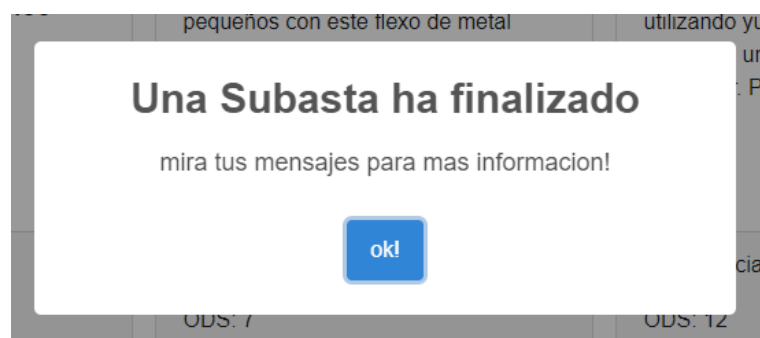 pequeños con este flexo de metal
utilizando
Una Subasta ha finalizado
mira tus mensajes para mas informacion!
ok!
ODS: 7
ODS: 12